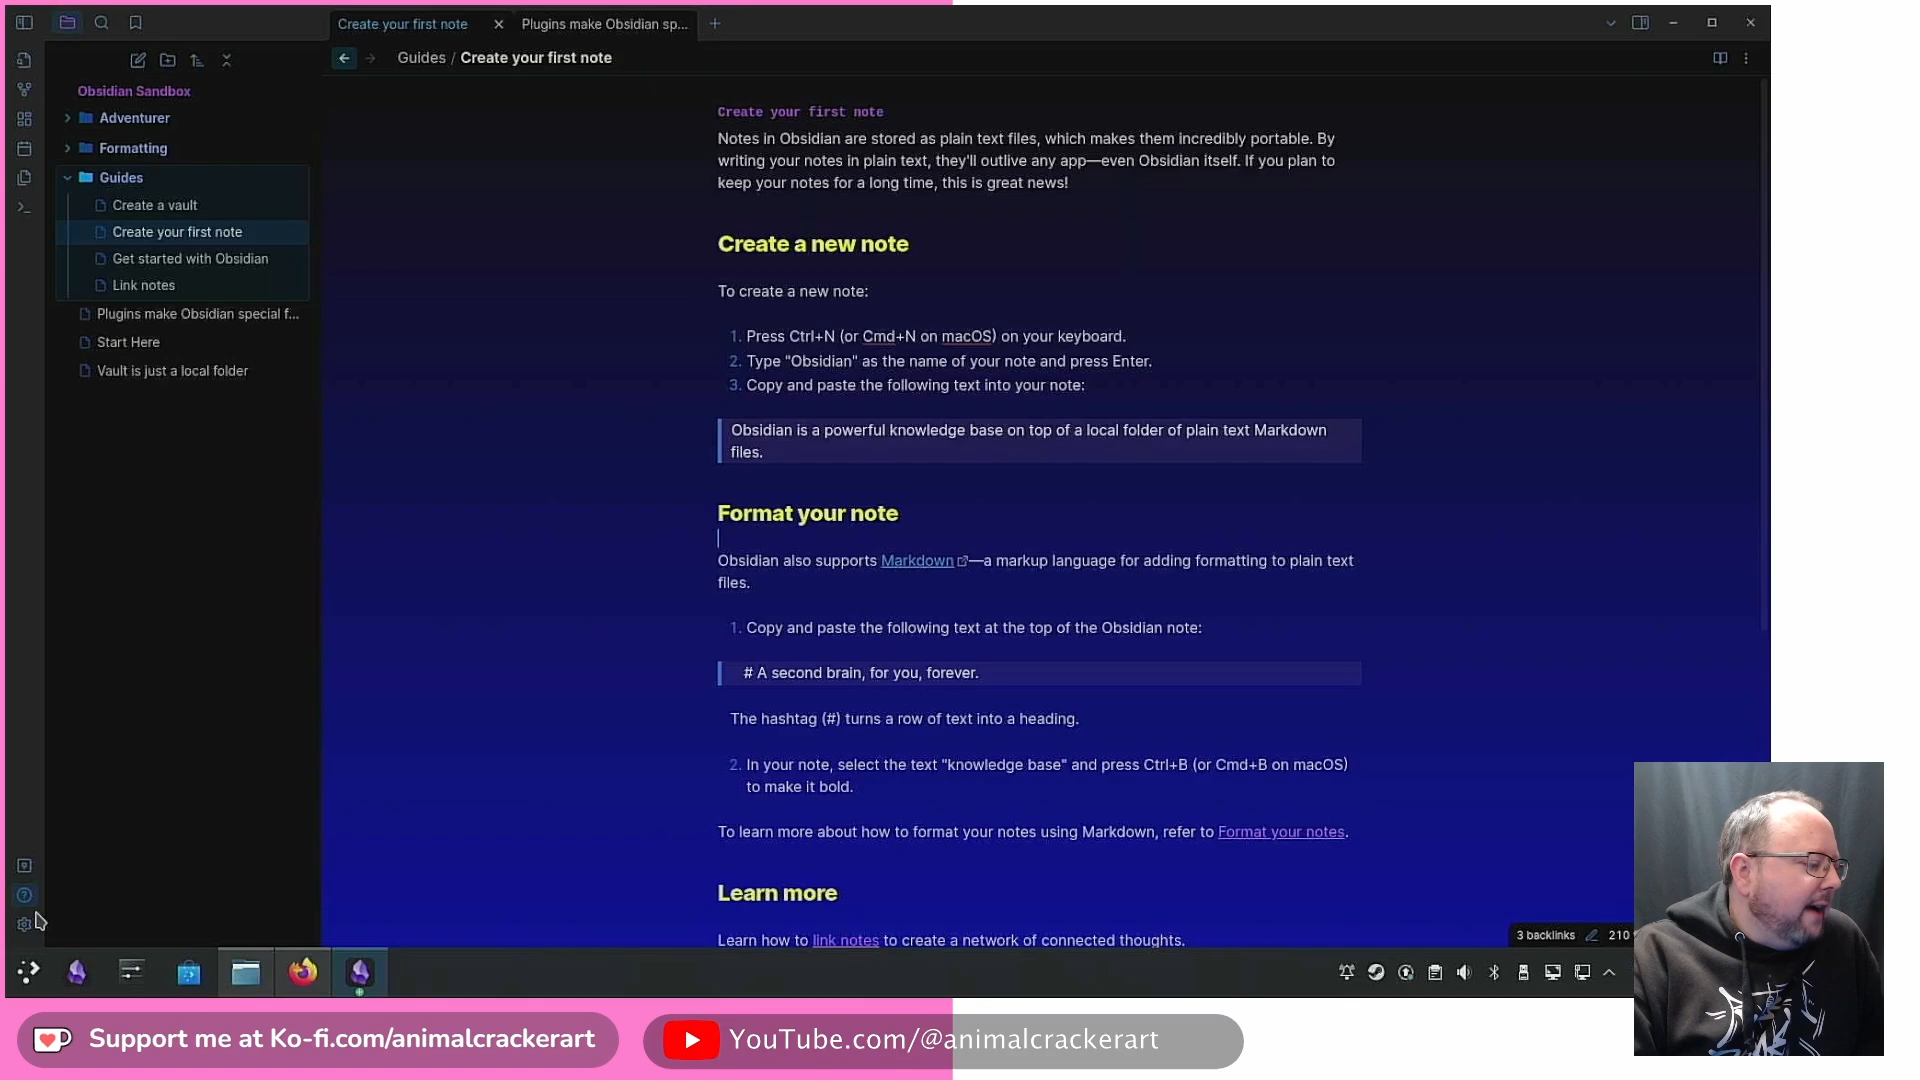 Create your first note
Plugins make Obsidian sp...
Guides / Create your first note
Obsidian Sandbox
Adventurer
Formatting
Guides
Create a vault
Create your first note
Get started with Obsidian
Link notes
Plugins make Obsidian special f...
Start Here
Vault is just a local folder
Create your first note
Notes in Obsidian are stored as plain text files, which makes them incredibly portable. By
writing your notes in plain text, they'll outlive any app—even Obsidian itself. If you plan to
keep your notes for a long time, this is great news!
Create a new note
To create a new note:
1. Press Ctrl+N (or Cmd+N on macOS) on your keyboard.
2. Type "Obsidian" as the name of your note and press Enter.
3. Copy and paste the following text into your note:
Obsidian is a powerful knowledge base on top of a local folder of plain text Markdown
files.
Format your note
Obsidian also supports Markdown—a markup language for adding formatting to plain text
files.
1. Copy and paste the following text at the top of the Obsidian note:
# A second brain, for you, forever.
The hashtag (#) turns a row of text into a heading.
2. In your note, select the text "knowledge base" and press Ctrl+B (or Cmd+B on macOS)
to make it bold.
To learn more about how to format your notes using Markdown, refer to Format your notes.
Learn more
Learn how to link notes to create a network of connected thoughts.
3 backlinks 210
Support me at Ko-fi.com/animalcrackerart
YouTube.com/@animalcrackerart